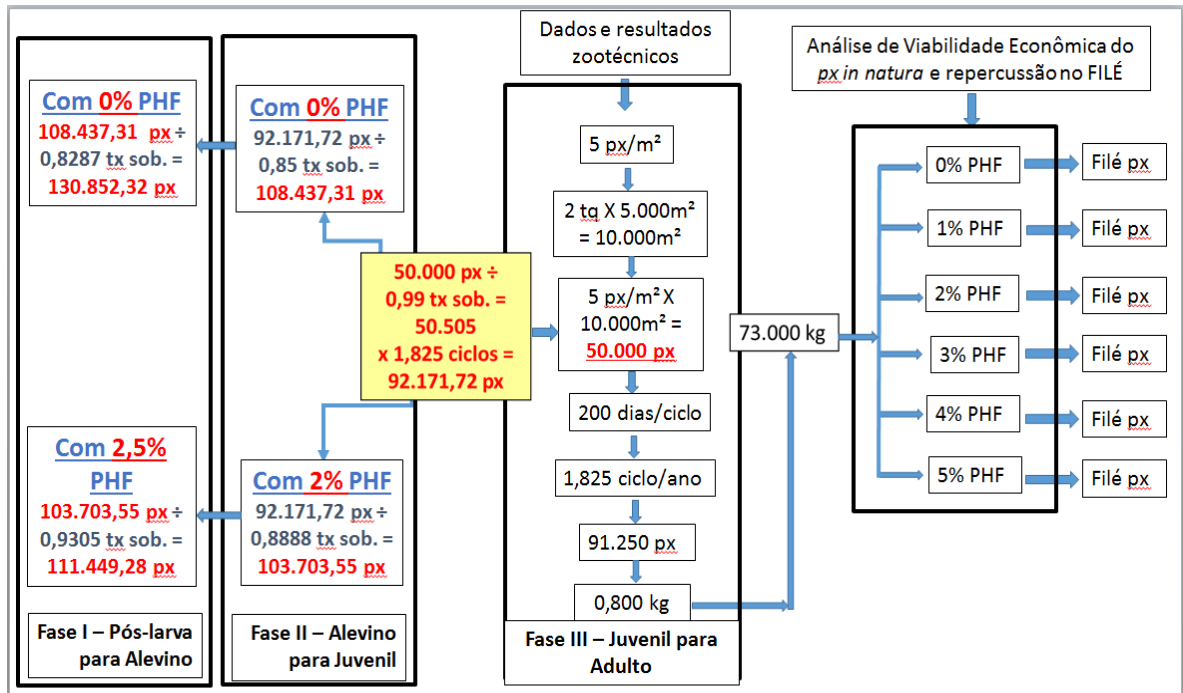 Com 0% PHF
108.437,31 px ÷
0,8287 tx sob. =
130.852,32 px
Com 2,5%
PHF
103.703,55 px ÷
0,9305 tx sob. =
111.449,28 px
Fase I – Pós-larva
para Alevino
Com 0% PHF
92.171,72 px ÷
0,85 tx sob. =
108.437,31 px
Com 2% PHF
92.171,72 px ÷
0,8888 tx sob. =
103.703,55 px
Fase II – Alevino
para Juvenil
50.000 px ÷
0,99 tx sob. =
50.505
x 1,825 ciclos =
92.171,72 px
Dados e resultados
zootécnicos
5 px/m²
2 tq X 5.000m²
= 10.000m²
5 px/m² X
10.000m² =
50.000 px
200 dias/ciclo
1,825 ciclo/ano
91.250 px
0,800 kg
Fase III – Juvenil para
Adulto
73.000 kg
Análise de Viabilidade Econômica do
px in natura e repercussão no FILÉ
0% PHF
Filé px
1% PHF
Filé px
2% PHF
Filé px
3% PHF
Filé px
4% PHF
Filé px
5% PHF
Filé px